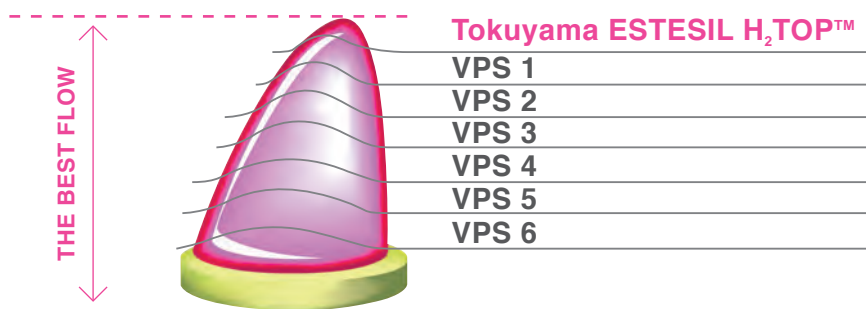 THE BEST FLOW
Tokuyama ESTESIL H₂TOP™
VPS 1
VPS 2
VPS 3
VPS 4
VPS 5
VPS 6